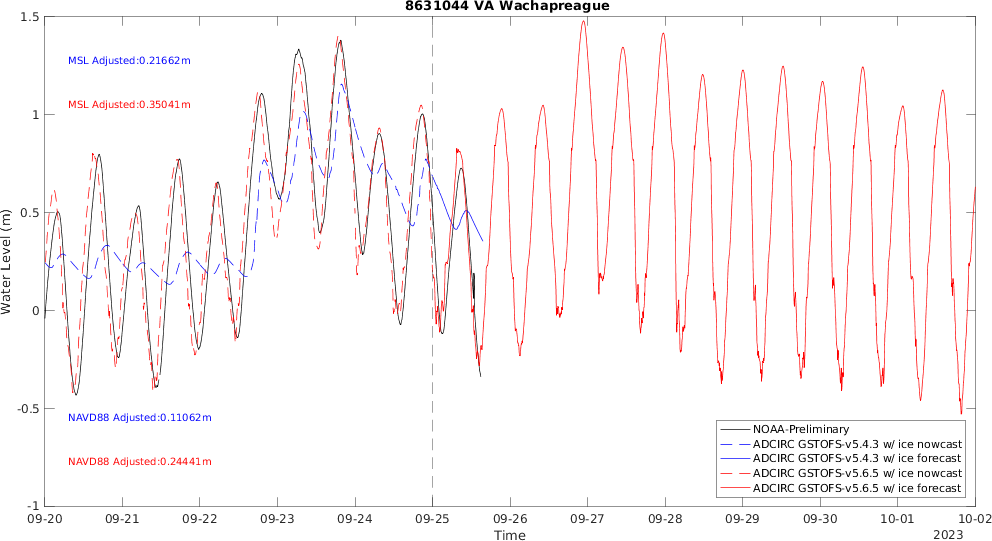 8631044 VA Wachapreague
1.5
MSL Adjusted:0.21662m
MSL Adjusted:0.35041m
1
0.5
Water Level (m)
0
-0.5
NAVD88 Adjusted:0.11062m
NAVD88 Adjusted:0.24441m
NOAA-Preliminary
ADCIRC GSTOFS-v5.4.3 w/ ice nowcast
ADCIRC GSTOFS-v5.4.3 w/ ice forecast
ADCIRC GSTOFS-v5.6.5 w/ ice nowcast
ADCIRC GSTOFS-v5.6.5 w/ ice forecast
-1
09-20 09-21 09-22 09-23 09-24 09-25 09-26 09-27 09-28 09-29 09-30 10-01 10-02
Time
2023